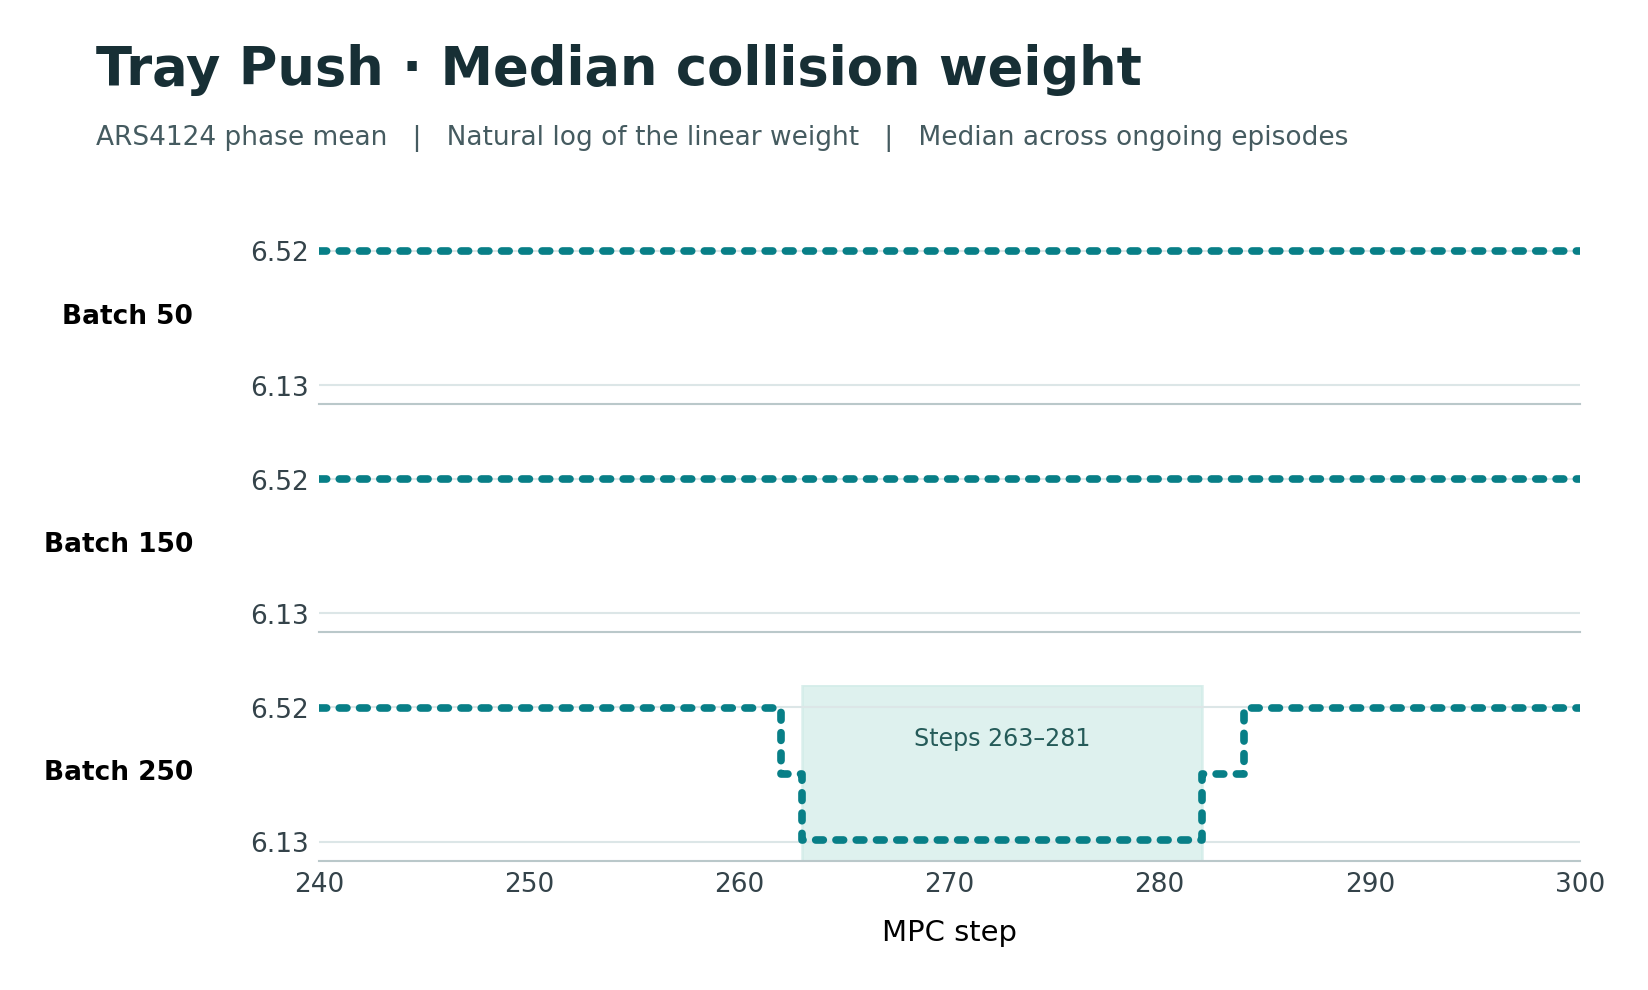 Tray Push · Median collision weight
ARS4124 phase mean | Natural log of the linear weight | Median across ongoing episodes
6.52
Batch 50
6.13
6.52
Batch 150
6.13
6.52
Steps 263–281
Batch 250
6.13
240 250 260 270 280 290 300
MPC step